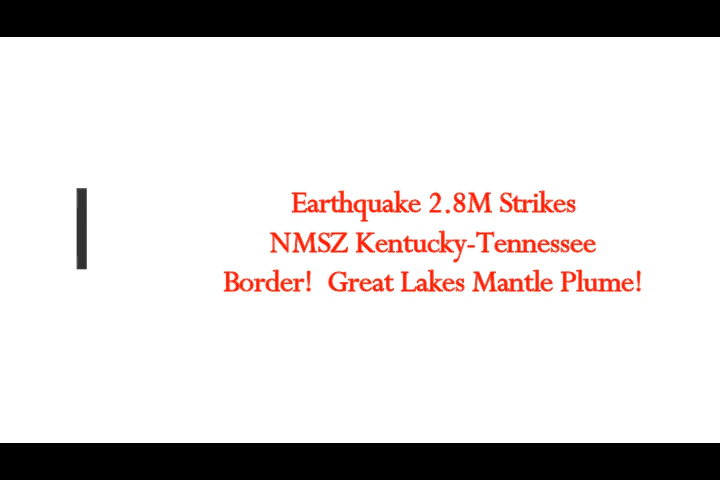 Earthquake 2.8M Strikes
NMSZ Kentucky-Tennessee
Border!  Great Lakes Mantle Plume!